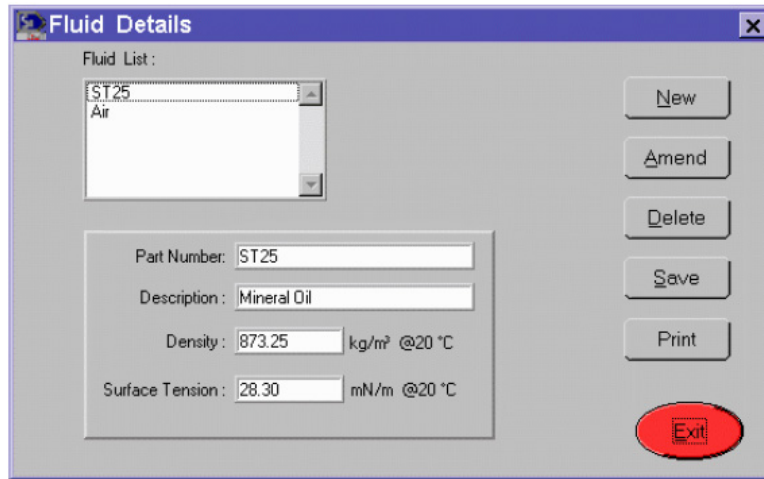 Fluid Details
Fluid List :
ST25
Air
New
Amend
Delete
Save
Print
Exit
Part Number: ST25
Description : Mineral Oil
Density : 873.25 kg/m³ @20 °C
Surface Tension : 28.30 mN/m @20 °C